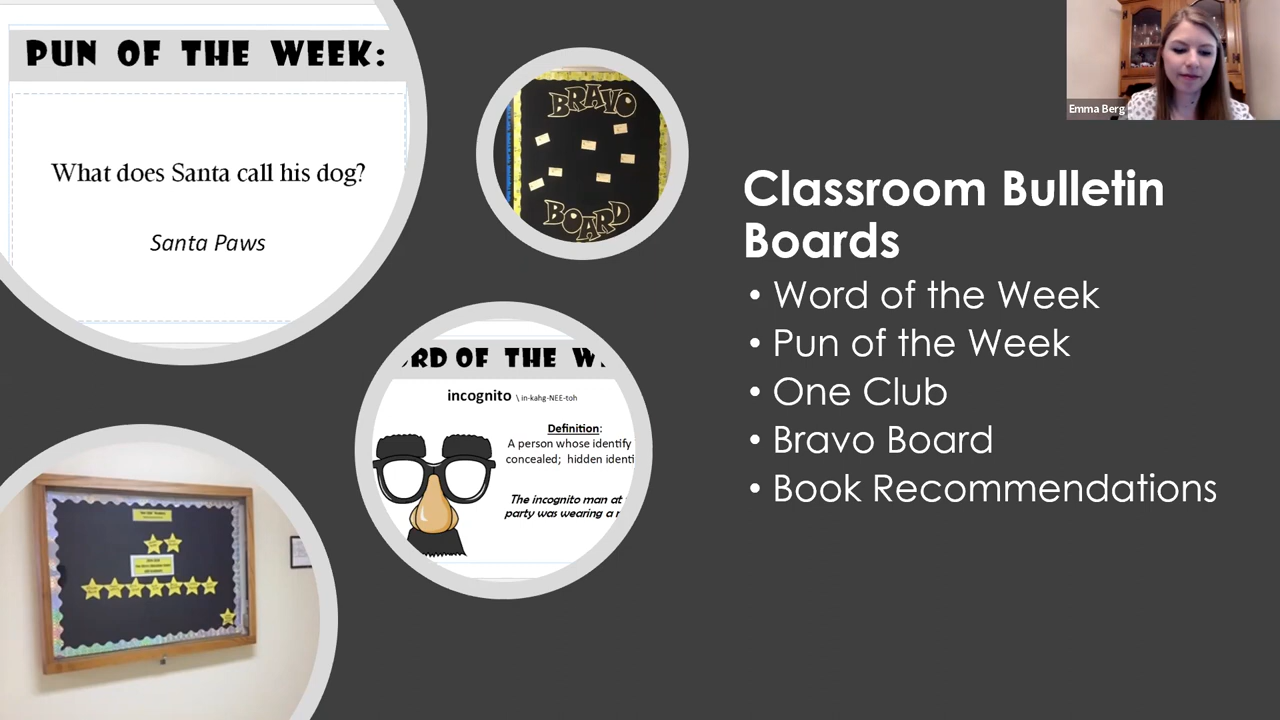 PUN OF THE WEEK:
What does Santa call his dog?
Santa Paws
BRAVO
BOARD
Emma Berg
Classroom Bulletin
Boards
• Word of the Week
• Pun of the Week
• One Club
• Bravo Board
• Book Recommendations
RD OF THE W
incognito \ in-kahg-NEE-toh
Definition:
A person whose identify
concealed; hidden identi
The incognito man at
party was wearing a